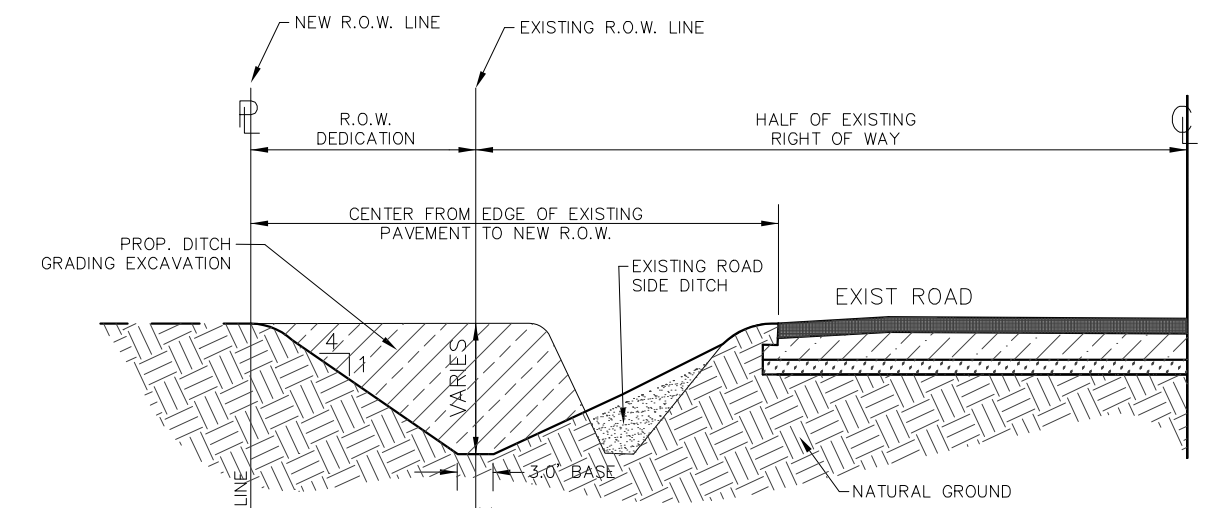 NEW R.O.W. LINE
EXISTING R.O.W. LINE
PL
R.O.W.
DEDICATION
HALF OF EXISTING
RIGHT OF WAY
CL
CENTER FROM EDGE OF EXISTING
PAVEMENT TO NEW R.O.W.
PROP. DITCH
GRADING EXCAVATION
EXISTING ROAD
SIDE DITCH
EXIST ROAD
4
1
VARIES
3.0' BASE
LINE
NATURAL GROUND